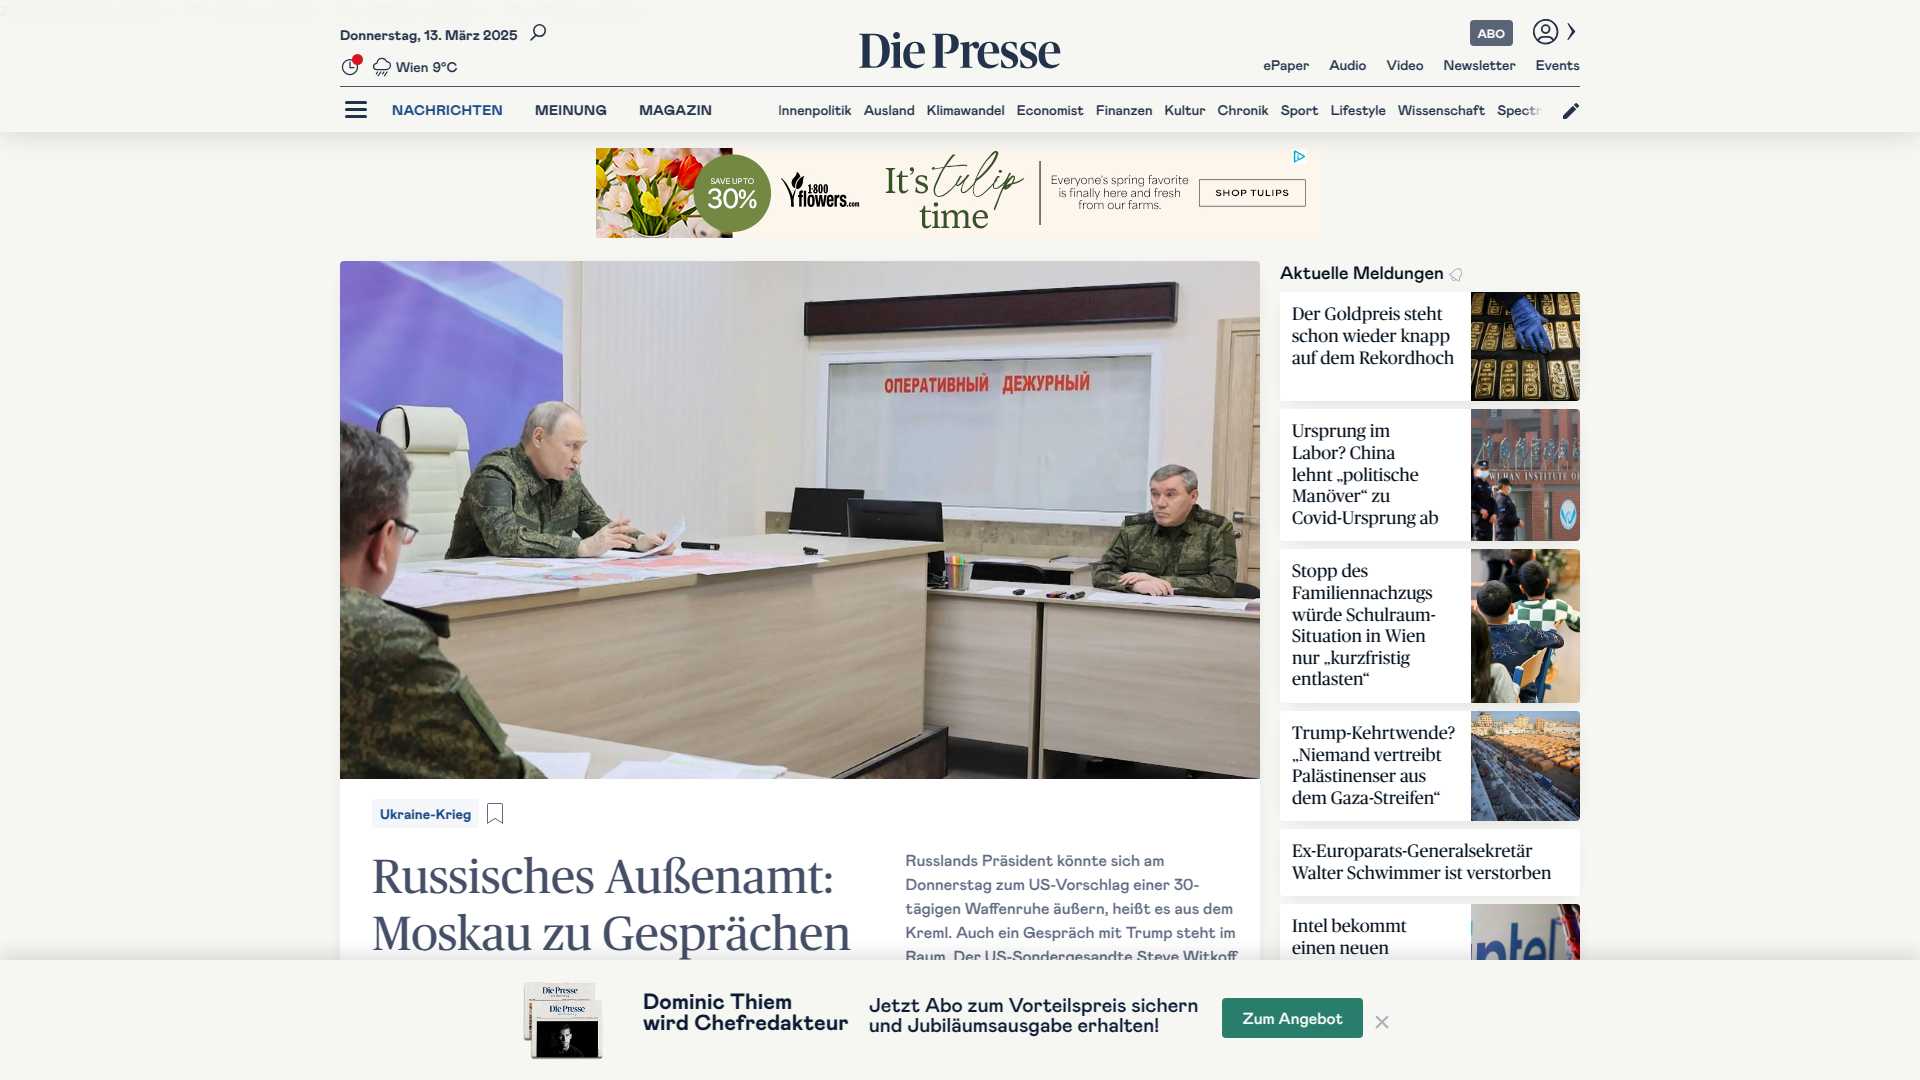 Donnerstag, 13. März 2025
Die Presse
ABO
Wien 9°C
ePaper Audio Video Newsletter Events
NACHRICHTEN MEINUNG MAGAZIN
Innenpolitik Ausland Klimawandel Economist Finanzen Kultur Chronik Sport Lifestyle Wissenschaft Spectr
SAVE UP TO
30%
1-800
flowers.com
It's tulip
time
Everyone's spring favorite
is finally here and fresh
from our farms.
SHOP TULIPS
ОПЕРАТИВНЫЙ ДЕЖУРНЫЙ
Ukraine-Krieg
Russisches Außenamt:
Moskau zu Gesprächen
Russlands Präsident könnte sich am
Donnerstag zum US-Vorschlag einer 30-
tägigen Waffenruhe äußern, heißt es aus dem
Kreml. Auch ein Gespräch mit Trump steht im
Raum. Der US-Sondergesandte Steve Witkoff
Aktuelle Meldungen
Der Goldpreis steht
schon wieder knapp
auf dem Rekordhoch
Ursprung im
Labor? China
lehnt „politische
Manöver“ zu
Covid-Ursprung ab
WUHAN INSTITUTE OF
Stopp des
Familiennachzugs
würde Schulraum-
Situation in Wien
nur „kurzfristig
entlasten“
Trump-Kehrtwende?
„Niemand vertreibt
Palästinenser aus
dem Gaza-Streifen“
Ex-Europarats-Generalsekretär
Walter Schwimmer ist verstorben
Intel bekommt
einen neuen
intel
Die Presse
Die Presse
Dominic Thiem
wird Chefredakteur
Jetzt Abo zum Vorteilspreis sichern
und Jubiläumsausgabe erhalten!
Zum Angebot